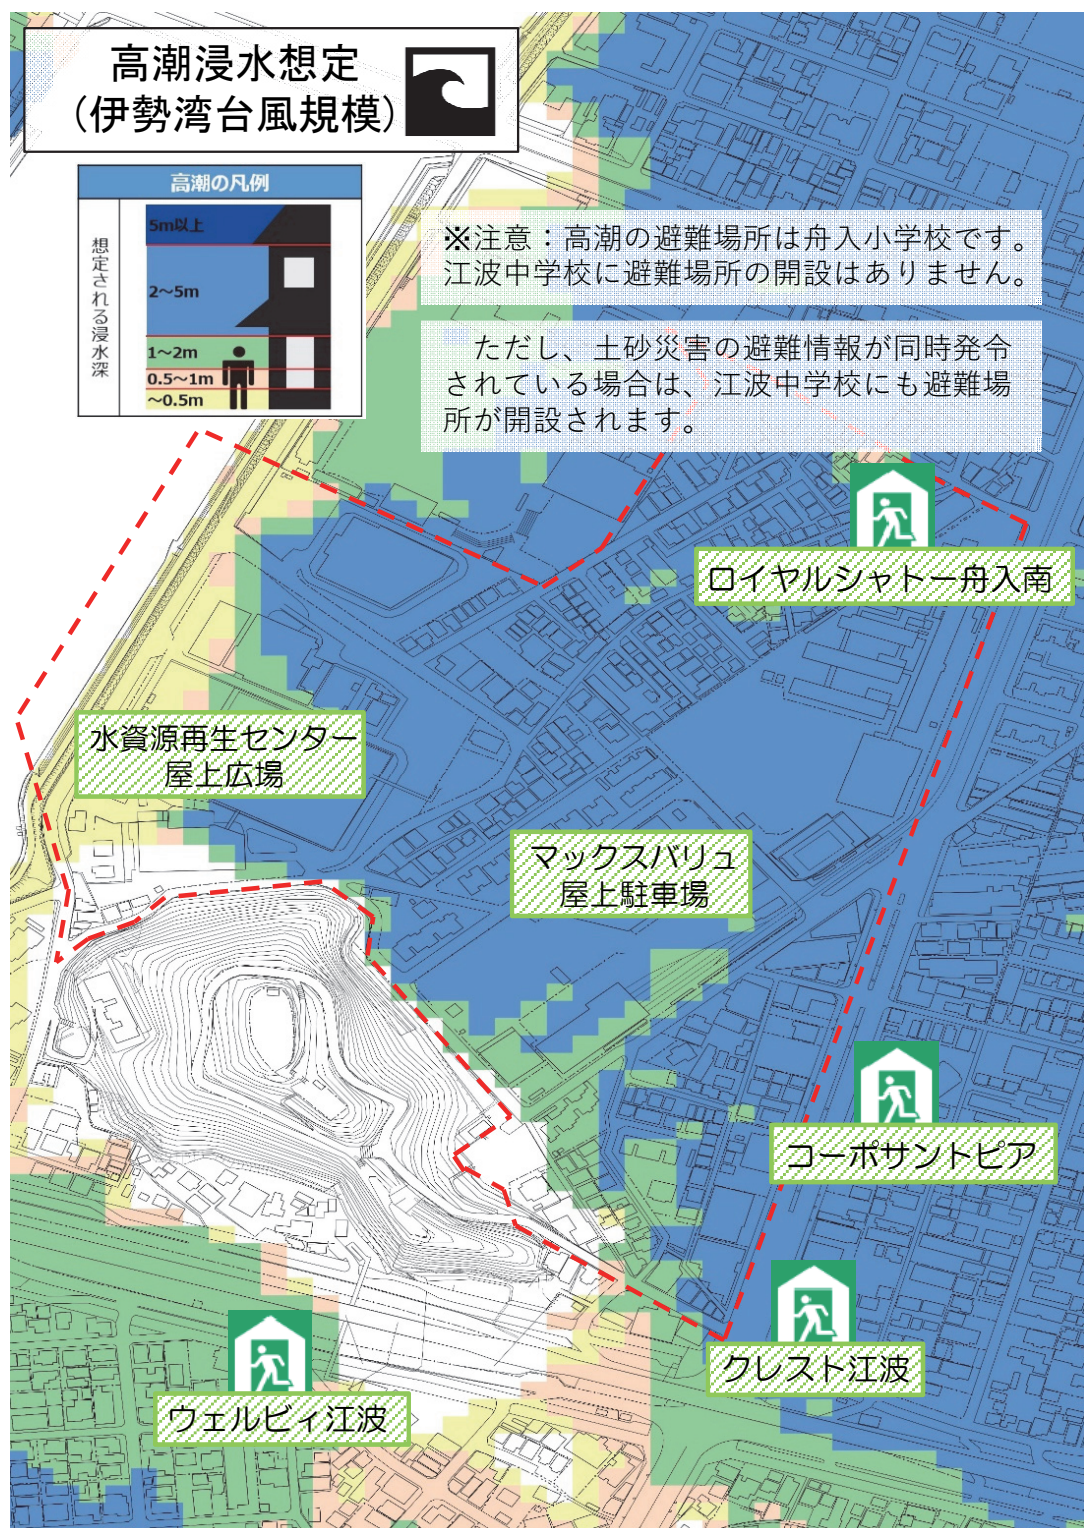 高潮浸水想定
(伊勢湾台風規模)
高潮の凡例
想定される浸水深
5m以上
2～5m
1～2m
0.5～1m
～0.5m
※注意：高潮の避難場所は舟入小学校です。
江波中学校に避難場所の開設はありません。
ただし、土砂災害の避難情報が同時発令
されている場合は、江波中学校にも避難場
所が開設されます。
ロイヤルシャトー舟入南
水資源再生センター
屋上広場
マックスバリュ
屋上駐車場
コーポサントピア
クレスト江波
ウェルビィ江波